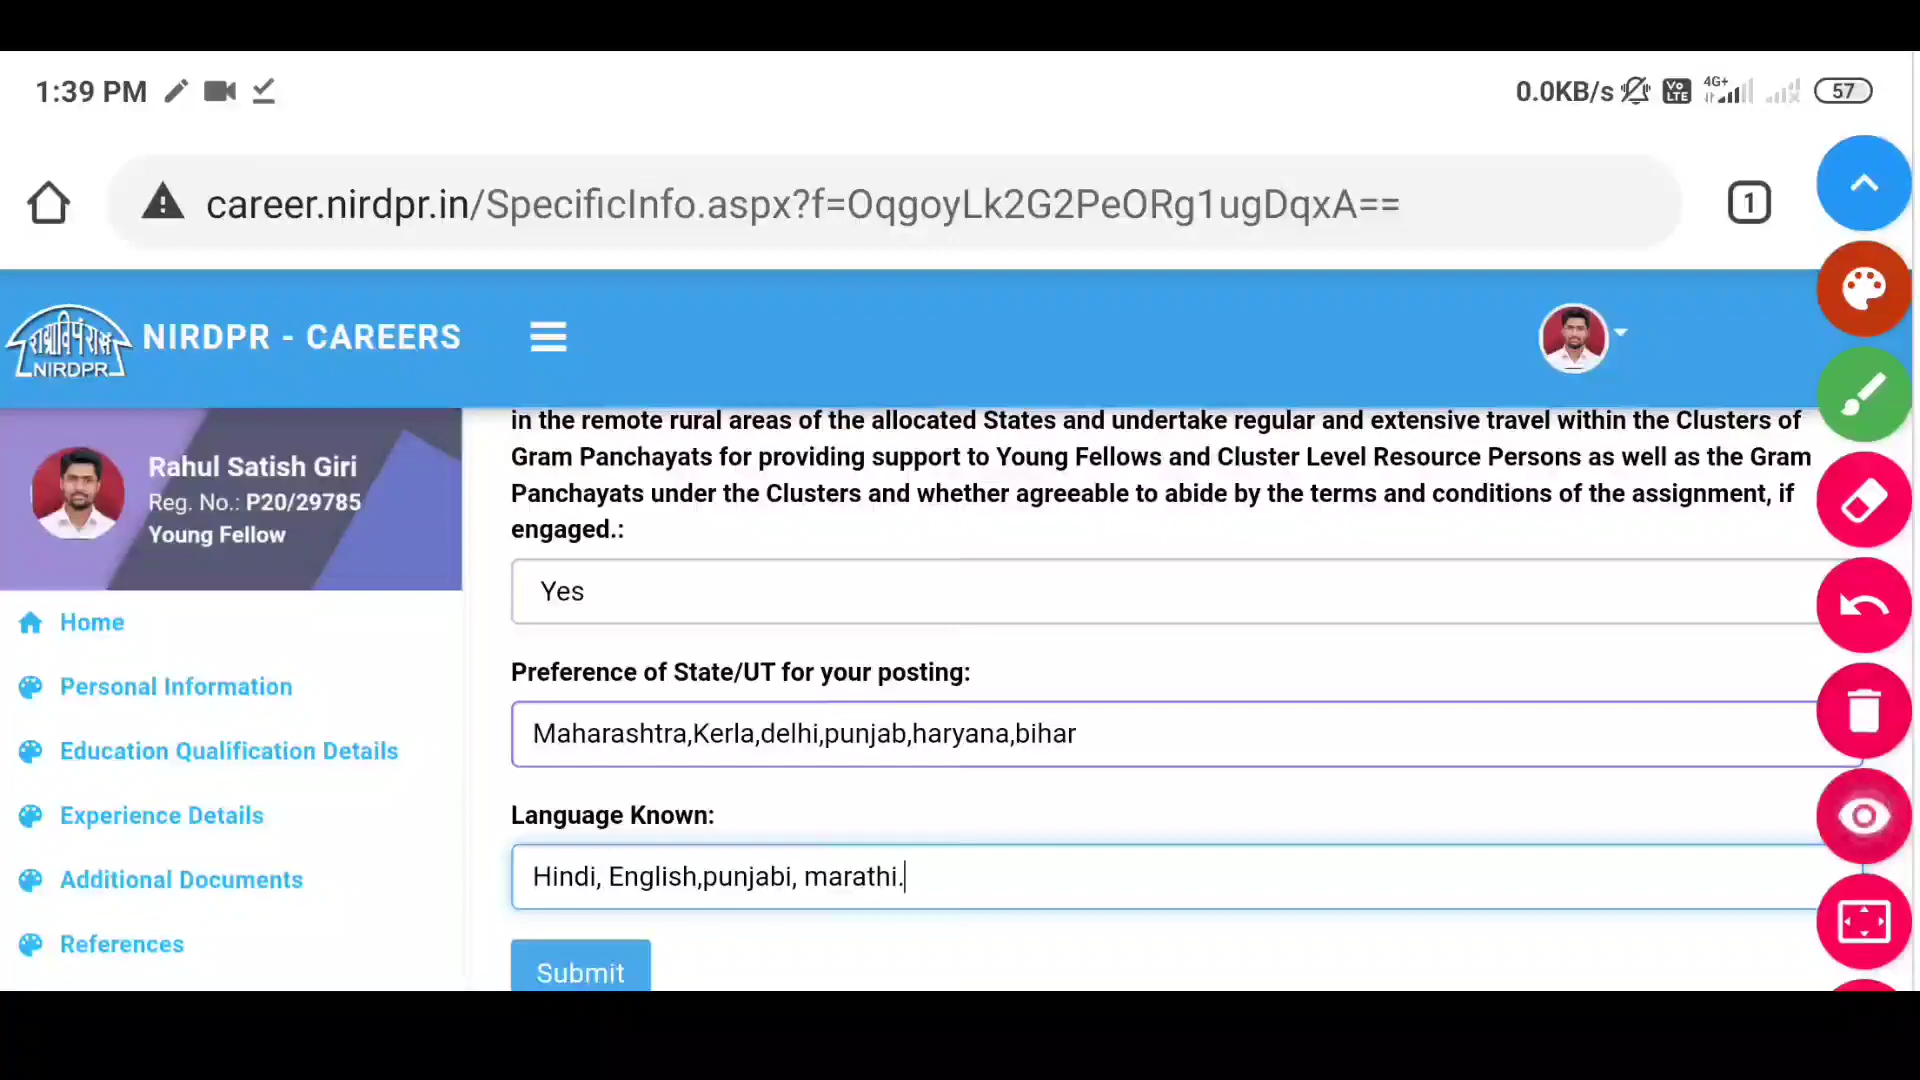 1:39 PM
0.0KB/s Vo LTE 4G+ 57
career.nirdpr.in/SpecificInfo.aspx?f=OqgoyLk2G2PeORg1ugDqxA==
1
NIRDPR
NIRDPR - CAREERS
Rahul Satish Giri
Reg. No.: P20/29785
Young Fellow
Home
Personal Information
Education Qualification Details
Experience Details
Additional Documents
References
in the remote rural areas of the allocated States and undertake regular and extensive travel within the Clusters of
Gram Panchayats for providing support to Young Fellows and Cluster Level Resource Persons as well as the Gram
Panchayats under the Clusters and whether agreeable to abide by the terms and conditions of the assignment, if
engaged.:
Yes
Preference of State/UT for your posting:
Maharashtra,Kerla,delhi,punjab,haryana,bihar
Language Known:
Hindi, English,punjabi, marathi.
Submit